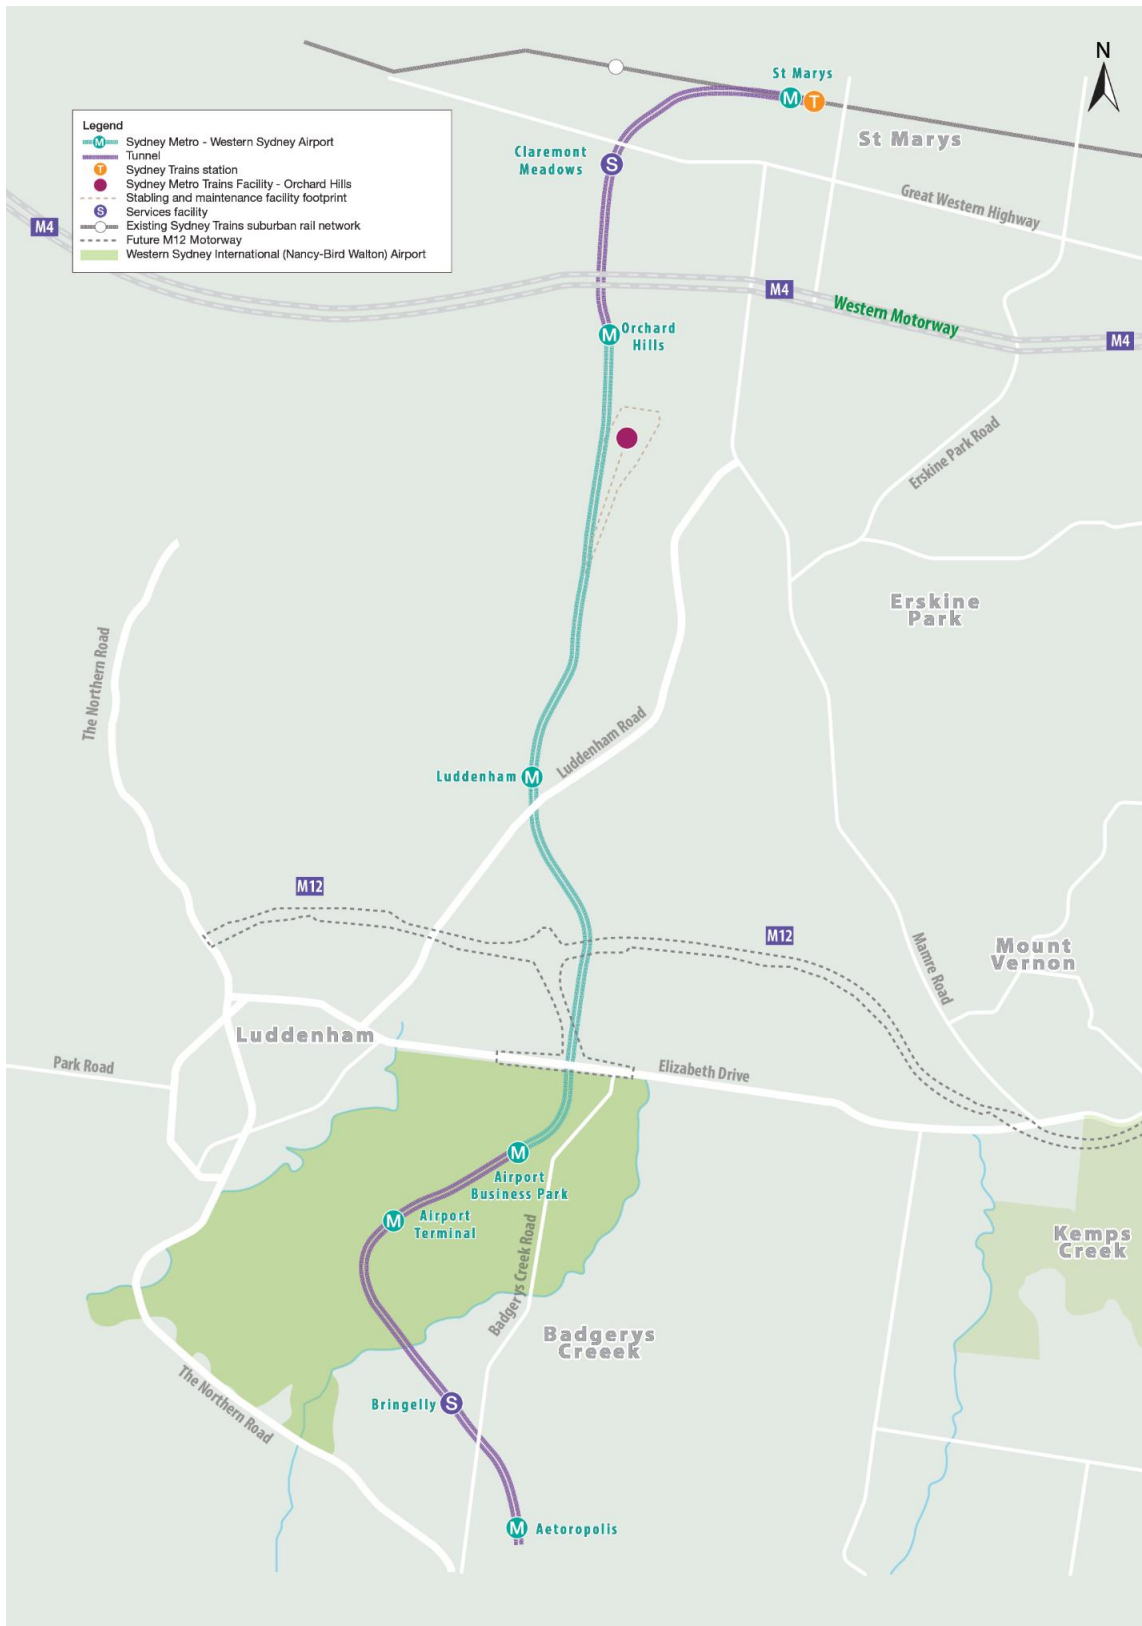 N
St Marys
M
T
St Marys
Legend
M
Sydney Metro - Western Sydney Airport
Tunnel
T
Sydney Trains station
Sydney Metro Trains Facility - Orchard Hills
Stabling and maintenance facility footprint
S
Services facility
Existing Sydney Trains suburban rail network
Future M12 Motorway
Western Sydney International (Nancy-Bird Walton) Airport
Claremont
Meadows
S
Great Western Highway
M4
M4
Western Motorway
M4
M
Orchard
Hills
Erskine Park Road
Erskine
Park
The Northern Road
Luddenham Road
Luddenham
M
M12
M12
Mamre Road
Mount
Vernon
Luddenham
Park Road
Elizabeth Drive
M
Airport
Business Park
M
Airport
Terminal
Badgerys Creek Road
Kemps
Creek
Badgerys
Creeek
The Northern Road
Bringelly
S
M
Aetoropolis